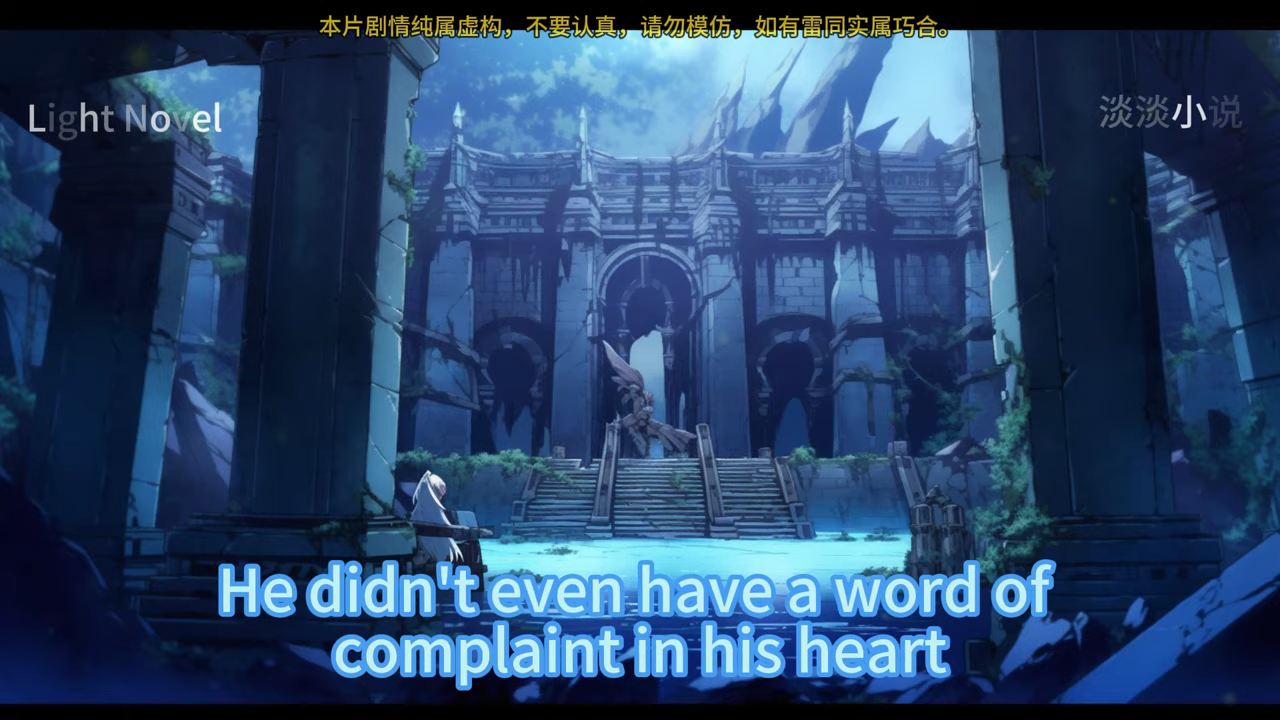 本片剧情纯属虚构，不要认真，请勿模仿，如有雷同实属巧合。
Light Novel
淡淡小说
He didn't even have a word of
complaint in his heart